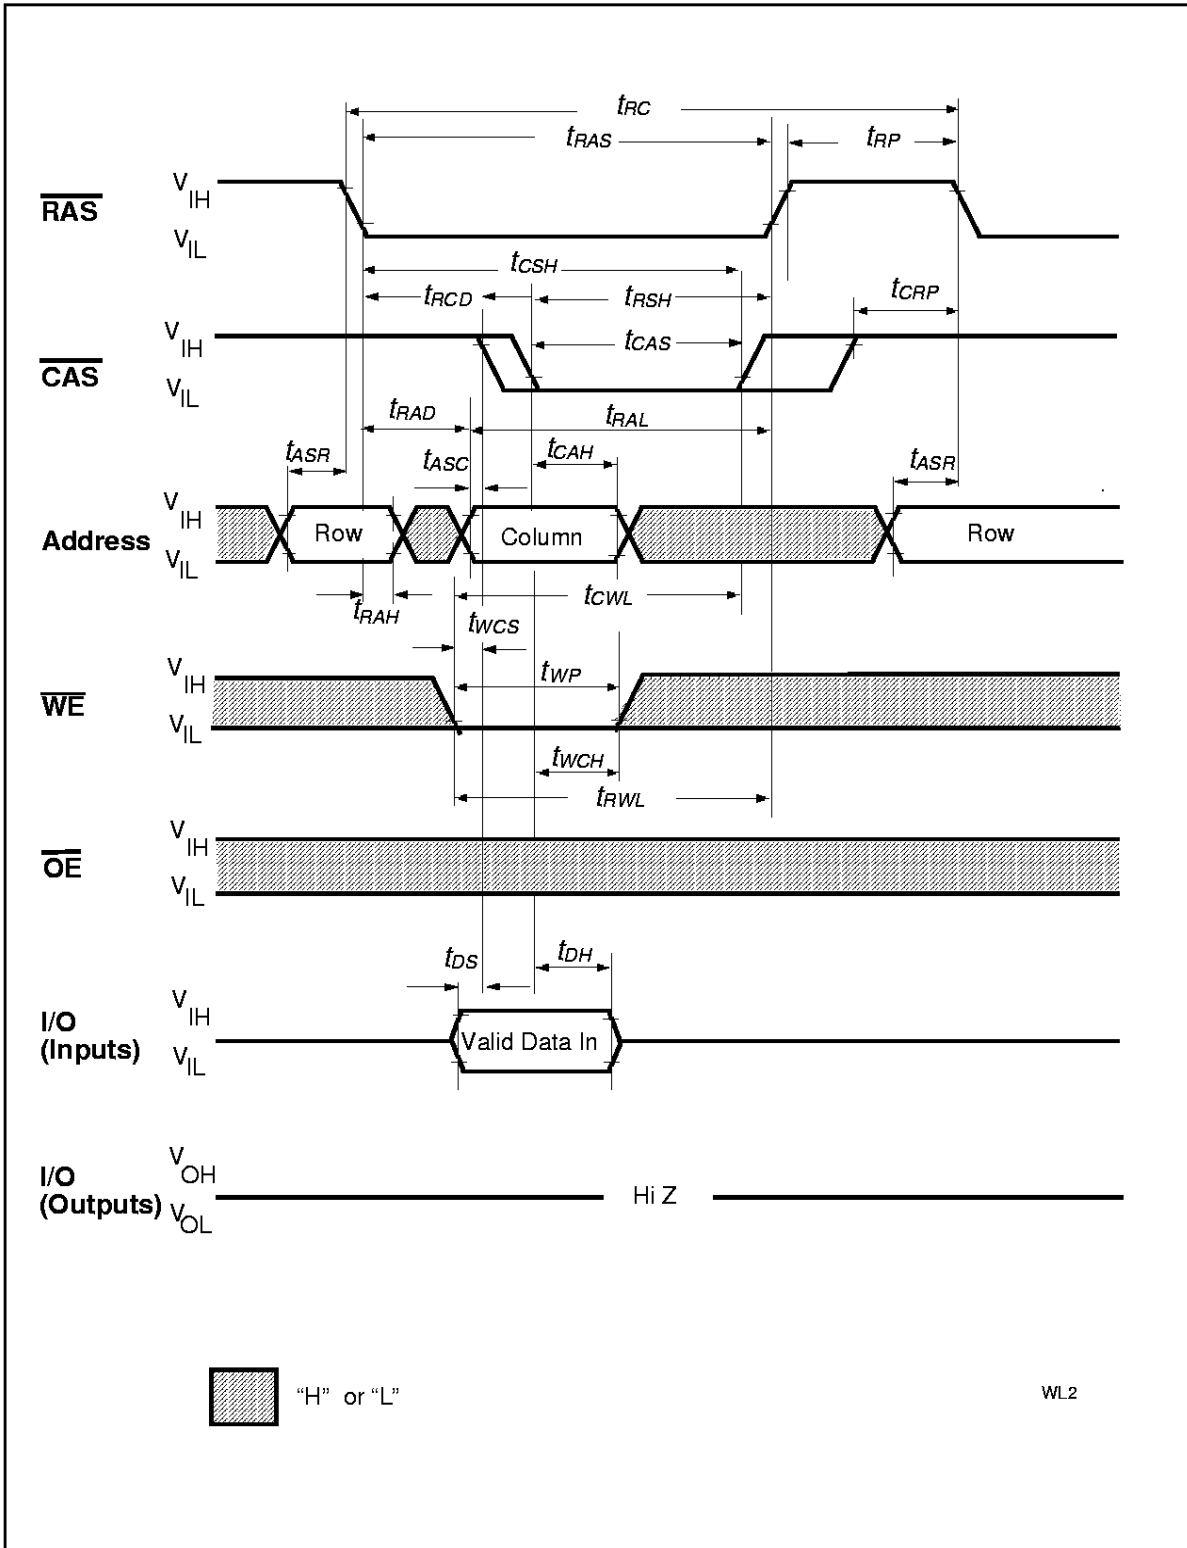 tRC
tRAS
tRP
RAS
VIH
VIL
tCSH
tRCD
tRSH
tCRP
CAS
VIH
VIL
tCAS
tRAD
tRAL
tASR
tASC
tCAH
tASR
Address
VIH
VIL
Row
Column
Row
tRAH
tCWL
tWCS
WE
VIH
VIL
tWP
tWCH
tRWL
OE
VIH
VIL
tDS
tDH
I/O
(Inputs)
VIH
VIL
Valid Data In
I/O
(Outputs)
VOH
VOL
Hi Z
“H” or “L”
WL2